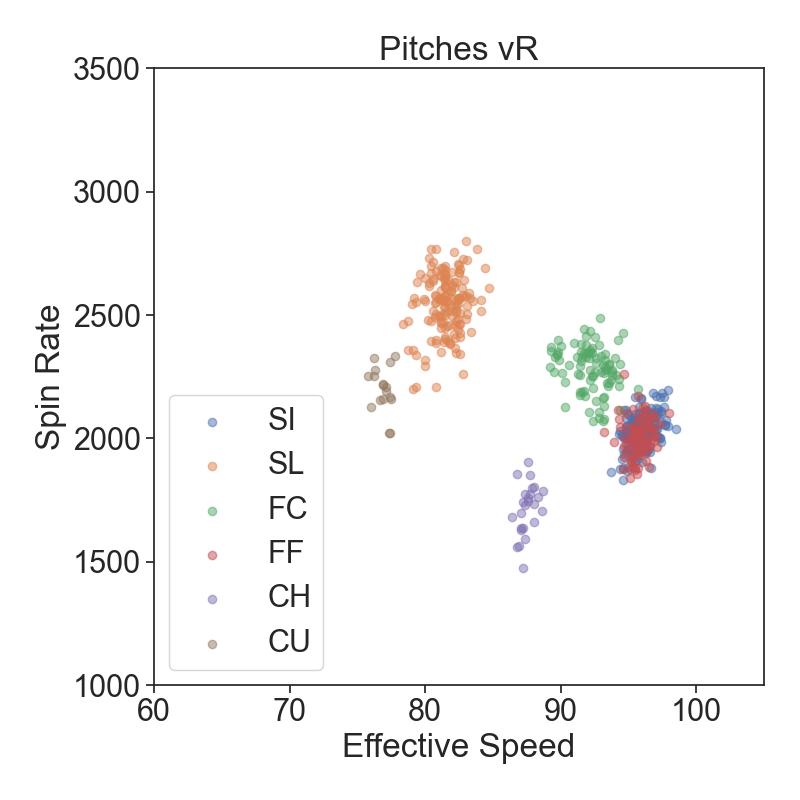 Pitches vR
3500
3000
2500
2000
1500
1000
Spin Rate
SI
SL
FC
FF
CH
CU
60 70 80 90 100
Effective Speed